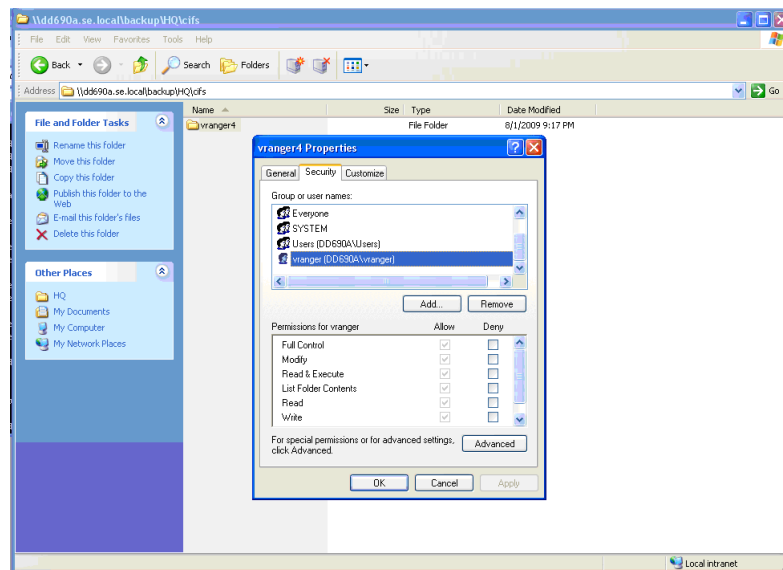 \\dd690a.se.local\backup\HQ\cifs
File Edit View Favorites Tools Help
Back Search Folders
Address \\dd690a.se.local\backup\HQ\cifs Go
Name Size Type Date Modified
File and Folder Tasks
Rename this folder
Move this folder
Copy this folder
Publish this folder to the
Web
E-mail this folder's files
Delete this folder
Other Places
HQ
My Documents
My Computer
My Network Places
vranger4 File Folder 8/1/2009 9:17 PM
vranger4 Properties
General Security Customize
Group or user names:
Everyone
SYSTEM
Users (DD690A\Users)
vranger (DD690A\vranger)
Add... Remove
Permissions for vranger Allow Deny
Full Control
Modify
Read & Execute
List Folder Contents
Read
Write
For special permissions or for advanced settings,
click Advanced.
Advanced
OK Cancel Apply
Local intranet